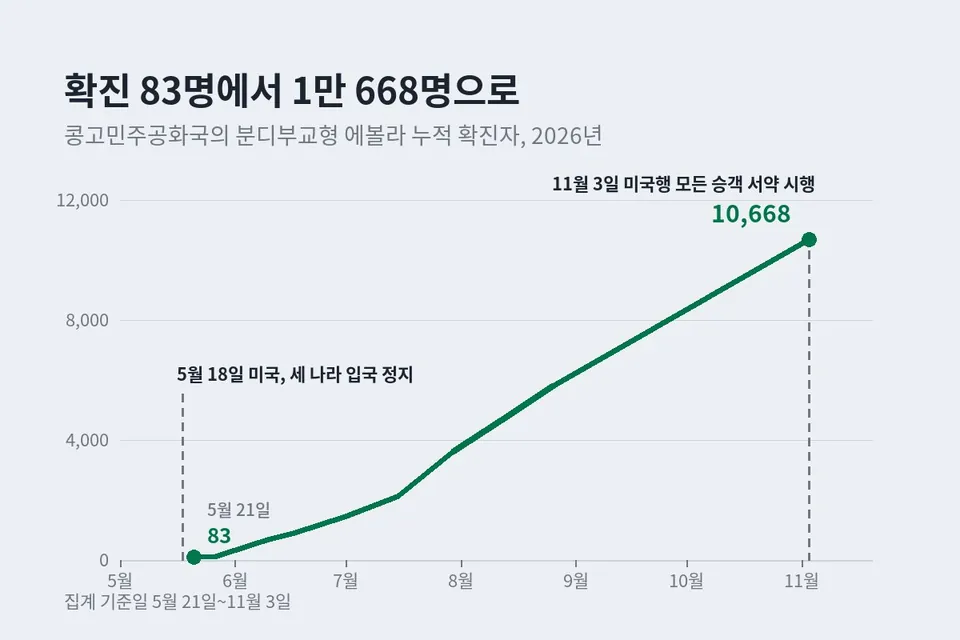 확진 83명에서 1만 668명으로
콩고민주공화국의 분디부교형 에볼라 누적 확진자, 2026년
11월 3일 미국행 모든 승객 서약 시행
12,000
10,668
8,000
5월 18일 미국, 세 나라 입국 정지
4,000
5월 21일
83
0
5월 6월 7월 8월 9월 10월 11월
집계 기준일 5월 21일~11월 3일